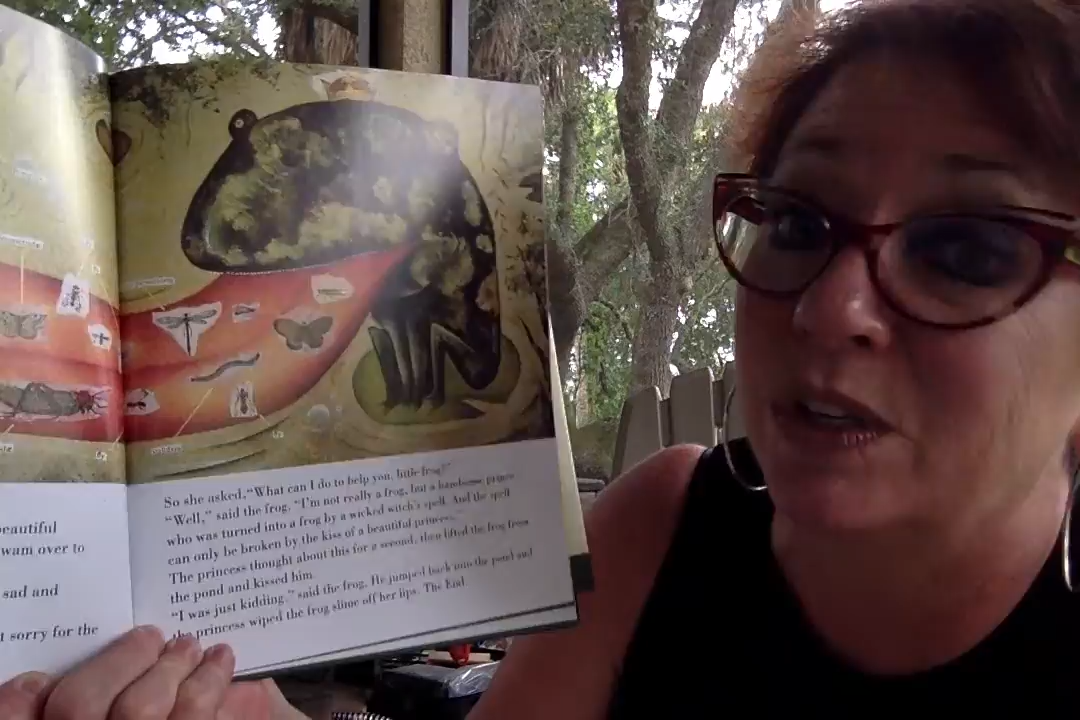 beautiful
wam over to
sad and
t sorry for the
So she asked, "What can I do to help you, little frog?"
"Well," said the frog, "I'm not really a frog, but a handsome prince
who was turned into a frog by a wicked witch's spell. And the spell
can only be broken by the kiss of a beautiful princess."
The princess thought about this for a second, then lifted the frog from
the pond and kissed him.
"I was just kidding," said the frog. He jumped back into the pond and
the princess wiped the frog slime off her lips. The End